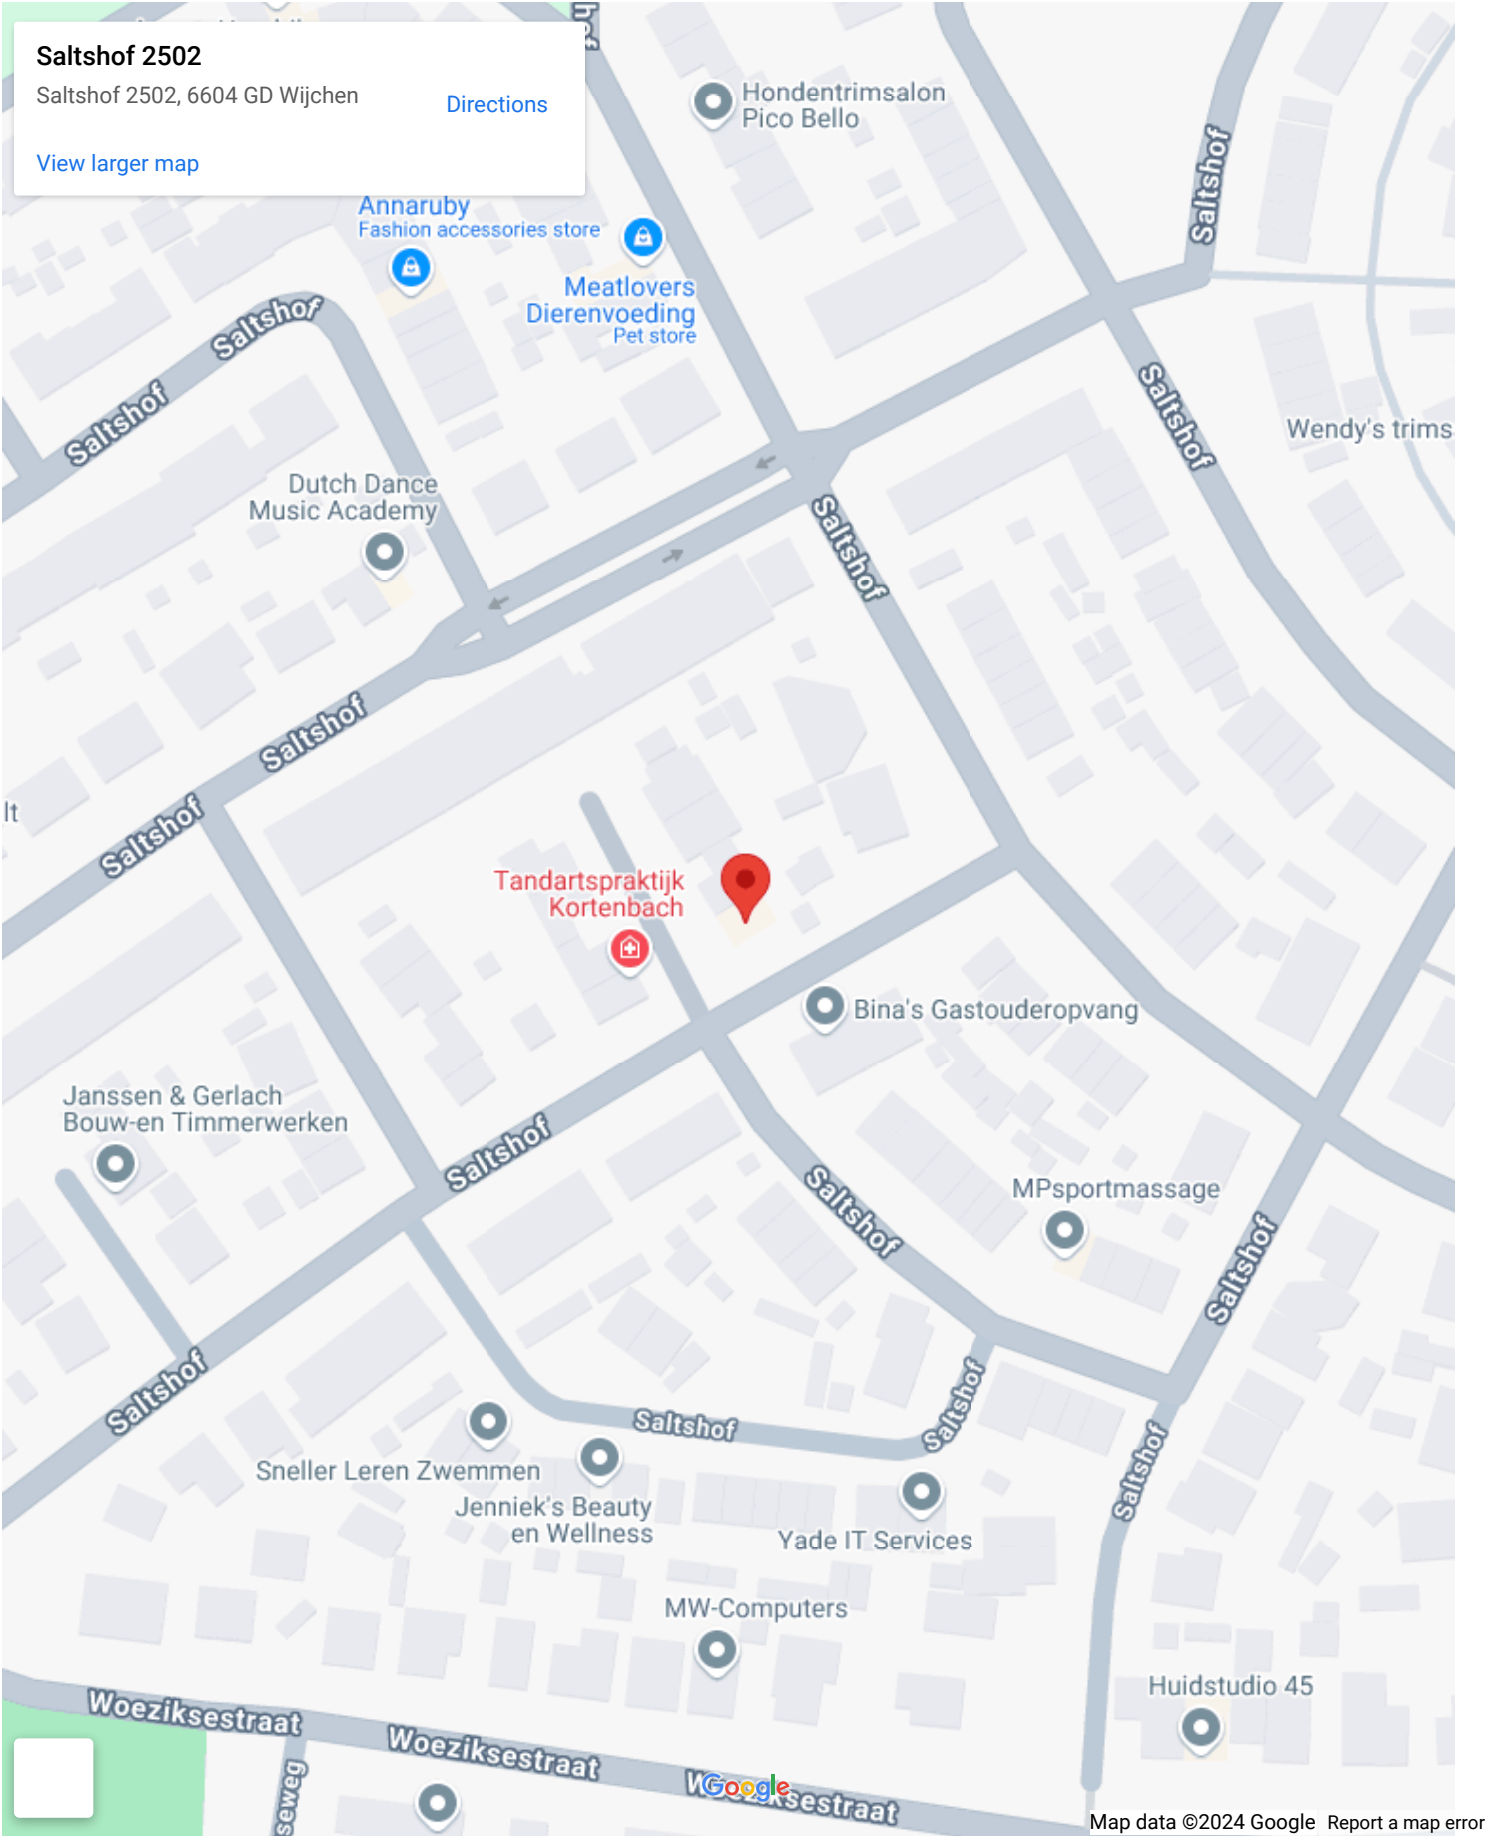 Saltshof 2502
Saltshof 2502, 6604 GD Wijchen
Directions
View larger map
Hondentrimsalon
Pico Bello
Saltshof
Annaruby
Fashion accessories store
Meatlovers
Dierenvoeding
Pet store
Saltshof
Saltshof
Saltshof
Wendy's trims
Dutch Dance
Music Academy
Saltshof
Saltshof
lt
Saltshof
Tandartspraktijk
Kortenbach
Bina's Gastouderopvang
Janssen & Gerlach
Bouw-en Timmerwerken
Saltshof
MPsportmassage
Saltshof
Saltshof
Saltshof
Saltshof
Saltshof
Saltshof
Sneller Leren Zwemmen
Jenniek's Beauty
en Wellness
Yade IT Services
MW-Computers
Huidstudio 45
Woeziksestraat
Woeziksestraat
Woeziksestraat
Google
seweg
Map data ©2024 Google
Report a map error